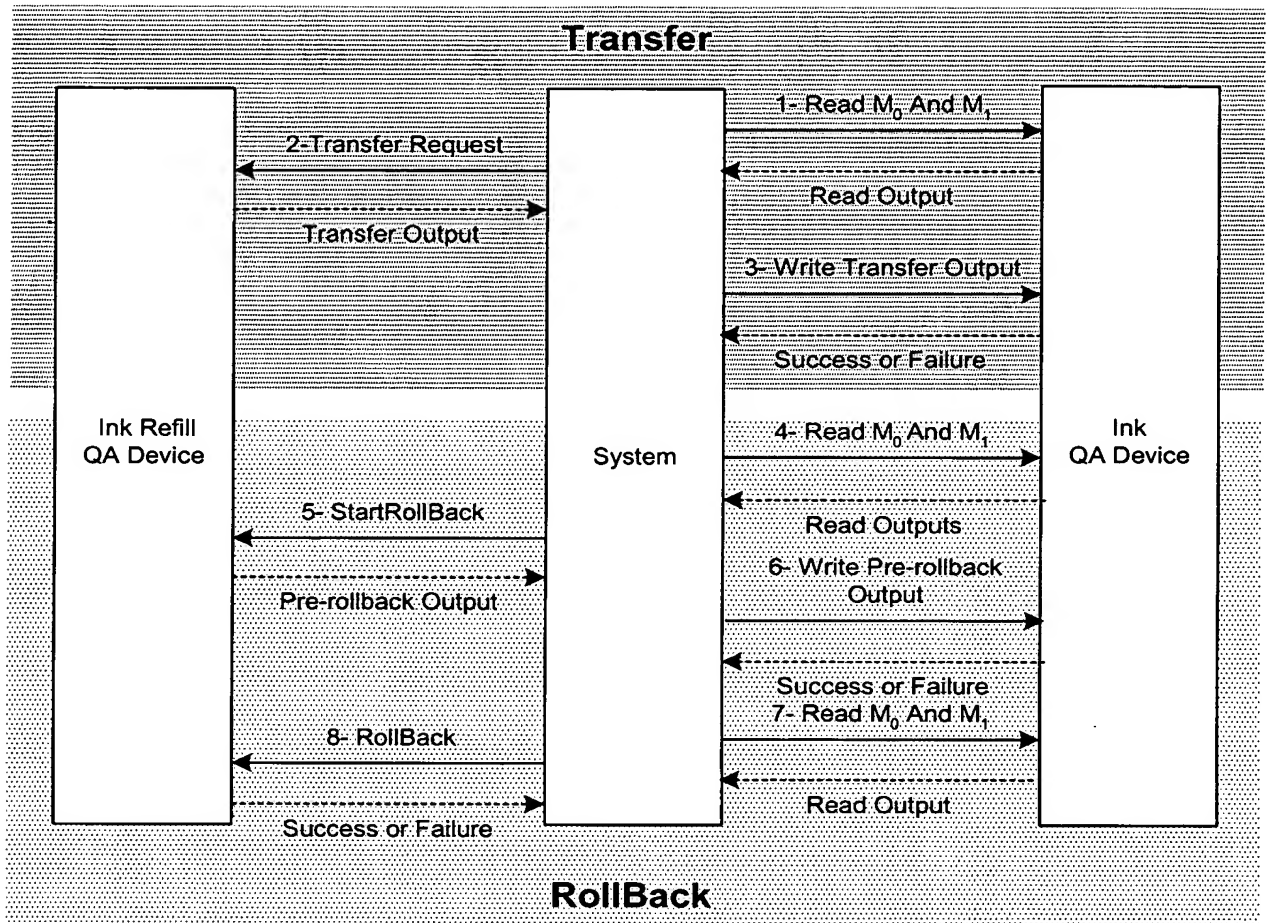 Transfer
1- Read M₀ And M₁
2-Transfer Request
Read Output
Transfer Output
3- Write Transfer Output
Success or Failure
Ink Refill
QA Device
System
Ink
QA Device
4- Read M₀ And M₁
Read Outputs
5- StartRollBack
6- Write Pre-rollback
Output
Pre-rollback Output
Success or Failure
7- Read M₀ And M₁
8- RollBack
Read Output
Success or Failure
RollBack